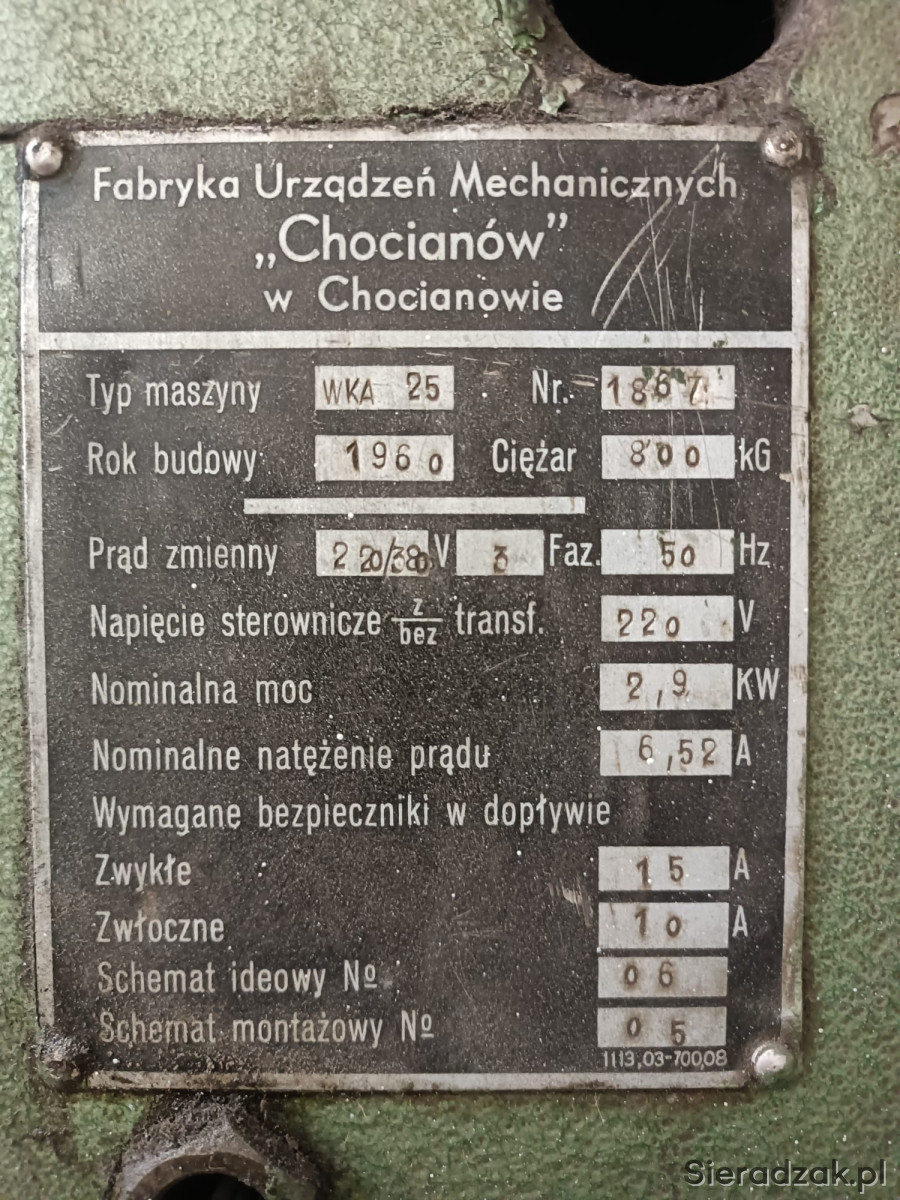 Fabryka Urządzeń Mechanicznych
„Chocianów”
w Chocianowie
Typ maszyny WKA 25 Nr. 1867
Rok budowy 1960 Ciężar 800 kG
Prąd zmienny 220/380 V 3 Faz. 50 Hz
Napięcie sterownicze z/bez transf. 220 V
Nominalna moc 2,9 KW
Nominalne natężenie prądu 6,52 A
Wymagane bezpieczniki w dopływie
Zwykłe 15 A
Zwłoczne 10 A
Schemat ideowy № 06
Schemat montażowy № 05
1113,03-700,08
Sieradzak.pl